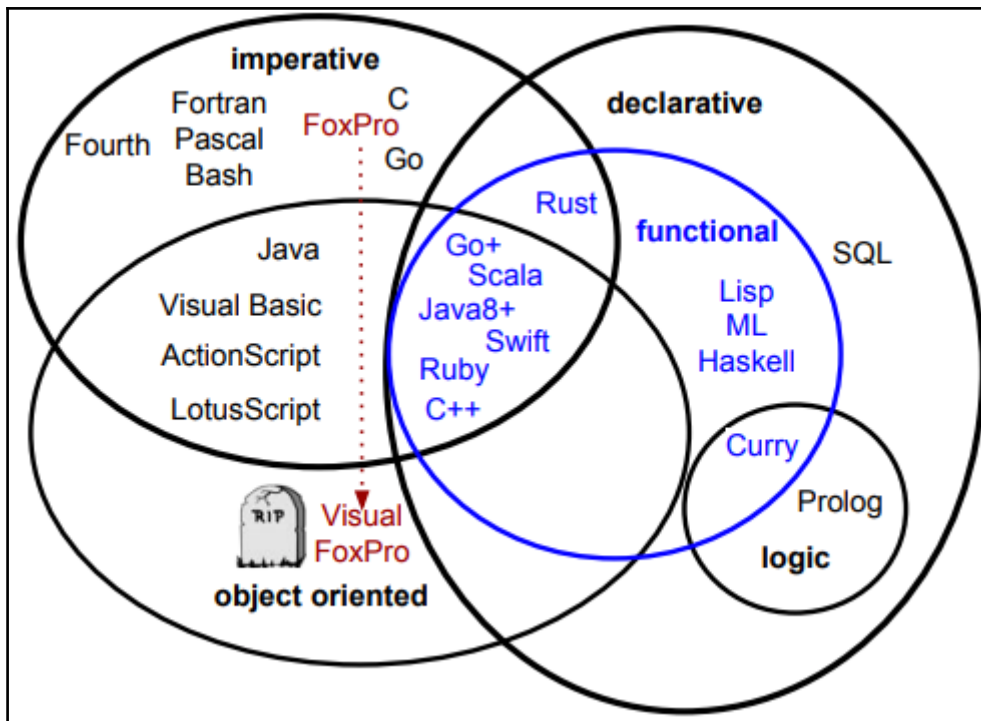 imperative
Fortran
Pascal
Bash
Fourth
C
FoxPro
Go
declarative
Rust
functional
SQL
Java
Visual Basic
ActionScript
LotusScript
Go+
Scala
Java8+
Swift
Ruby
C++
Lisp
ML
Haskell
Curry
Prolog
logic
RIP
Visual
FoxPro
object oriented